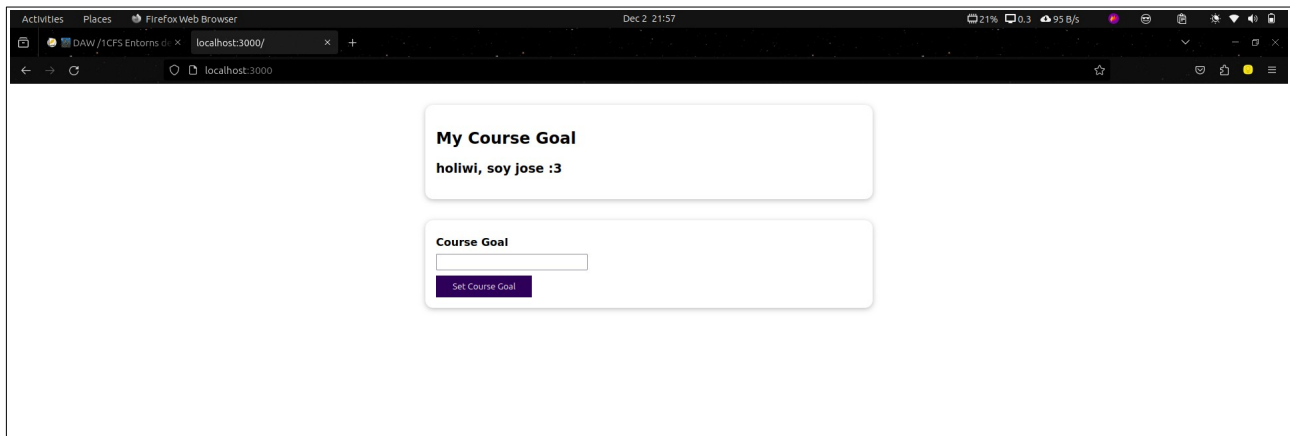 Activities Places Firefox Web Browser Dec 2 21:57 21% 0.3 95 B/s
DAW /1CFS Entorns de localhost:3000/
localhost:3000
My Course Goal
holiwi, soy jose :3
Course Goal
Set Course Goal